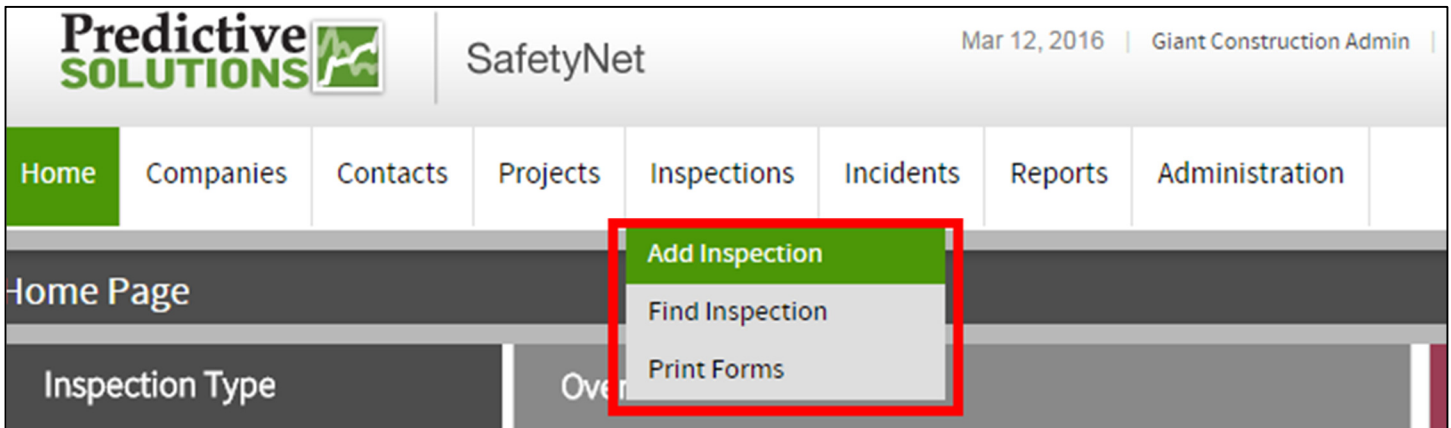 Predictive
SOLUTIONS
SafetyNet
Mar 12, 2016 | Giant Construction Admin |
Home Companies Contacts Projects Inspections Incidents Reports Administration
Add Inspection
Home Page
Find Inspection
Print Forms
Inspection Type